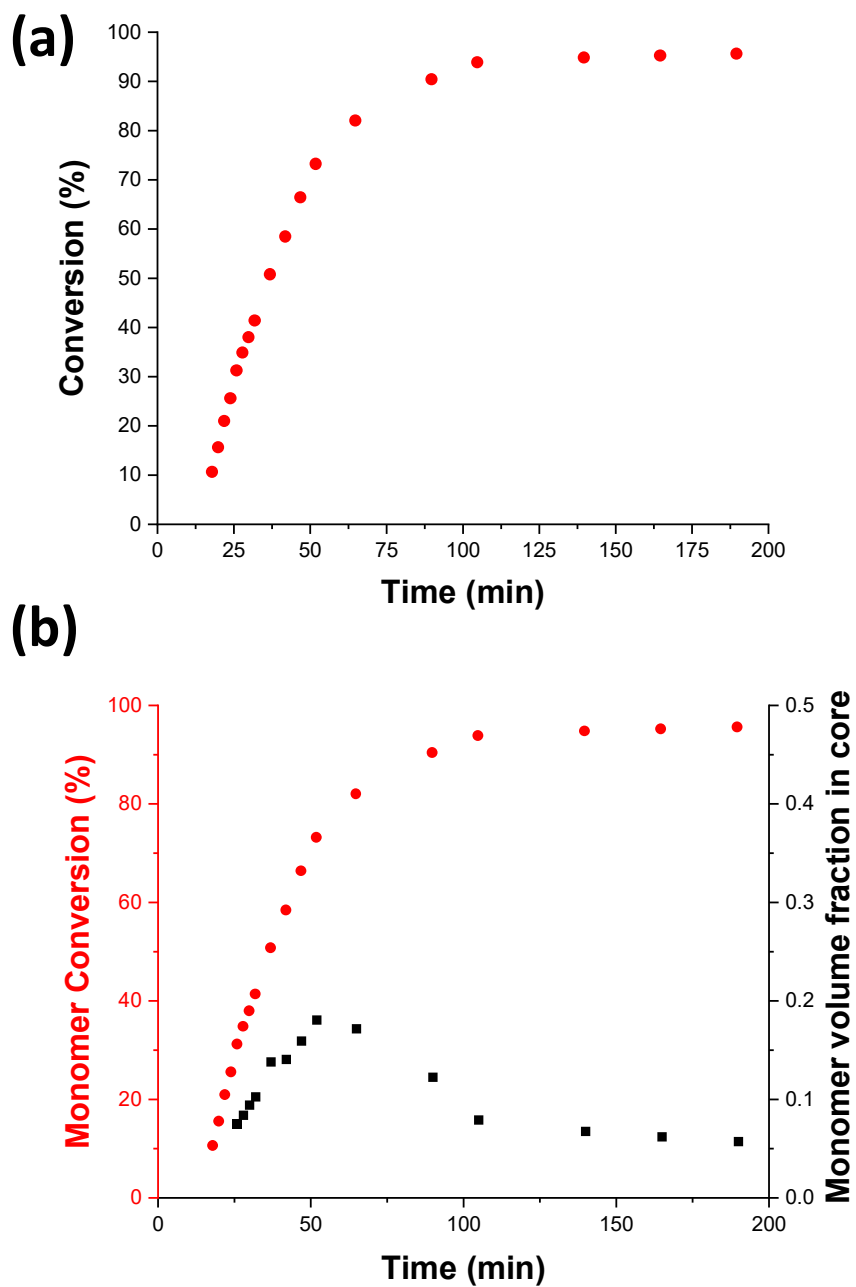 (a)
100
90
80
70
60
50
40
30
20
10
0
Conversion (%)
0 25 50 75 100 125 150 175 200
Time (min)
(b)
100
80
60
40
20
0
Monomer Conversion (%)
0.5
0.4
0.3
0.2
0.1
0.0
Monomer volume fraction in core
0 50 100 150 200
Time (min)